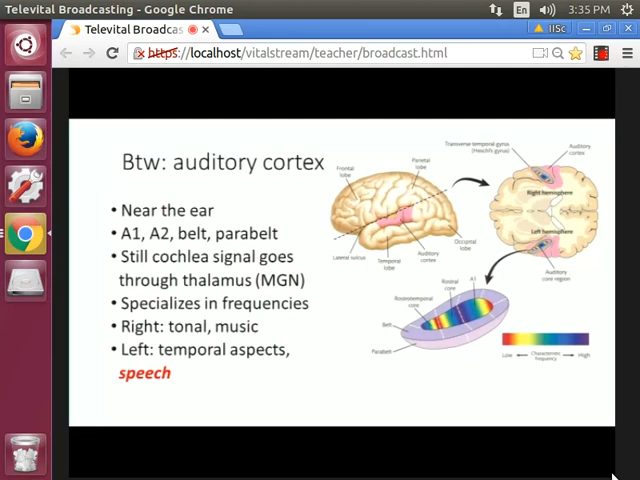 Televital Broadcasting - Google Chrome
En
3:35 PM
Televital Broadcas
IISc
https://localhost/vitalstream/teacher/broadcast.html
Btw: auditory cortex
• Near the ear
• A1, A2, belt, parabelt
• Still cochlea signal goes
through thalamus (MGN)
• Specializes in frequencies
• Right: tonal, music
• Left: temporal aspects,
speech
Frontal
lobe
Parietal
lobe
Lateral sulcus
Temporal
lobe
Auditory
cortex
Occipital
lobe
Transverse temporal gyrus
(Heschl's gyrus)
Auditory
cortex
Right hemisphere
Left hemisphere
Auditory
core region
Rostrotemporal
core
Rostral
core
A1
Belt
Parabelt
Low
Characteristic
frequency
High